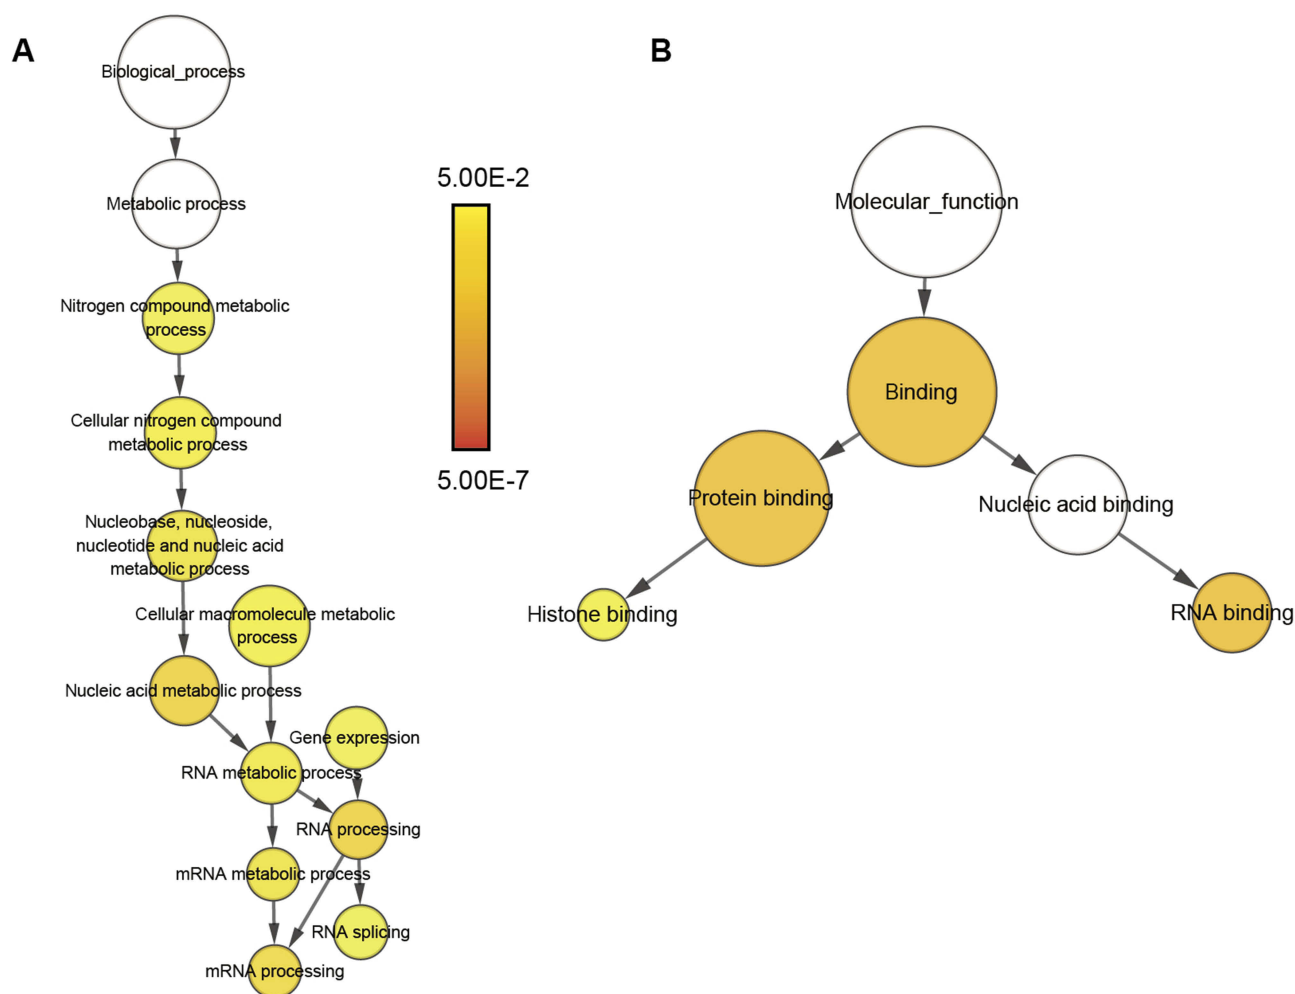 A
B
Biological_process
Metabolic process
Nitrogen compound metabolic
process
Cellular nitrogen compound
metabolic process
Nucleobase, nucleoside,
nucleotide and nucleic acid
metabolic process
Cellular macromolecule metabolic
process
Nucleic acid metabolic process
Gene expression
RNA metabolic process
RNA processing
mRNA metabolic process
RNA splicing
mRNA processing
5.00E-2
5.00E-7
Molecular_function
Binding
Protein binding
Nucleic acid binding
Histone binding
RNA binding